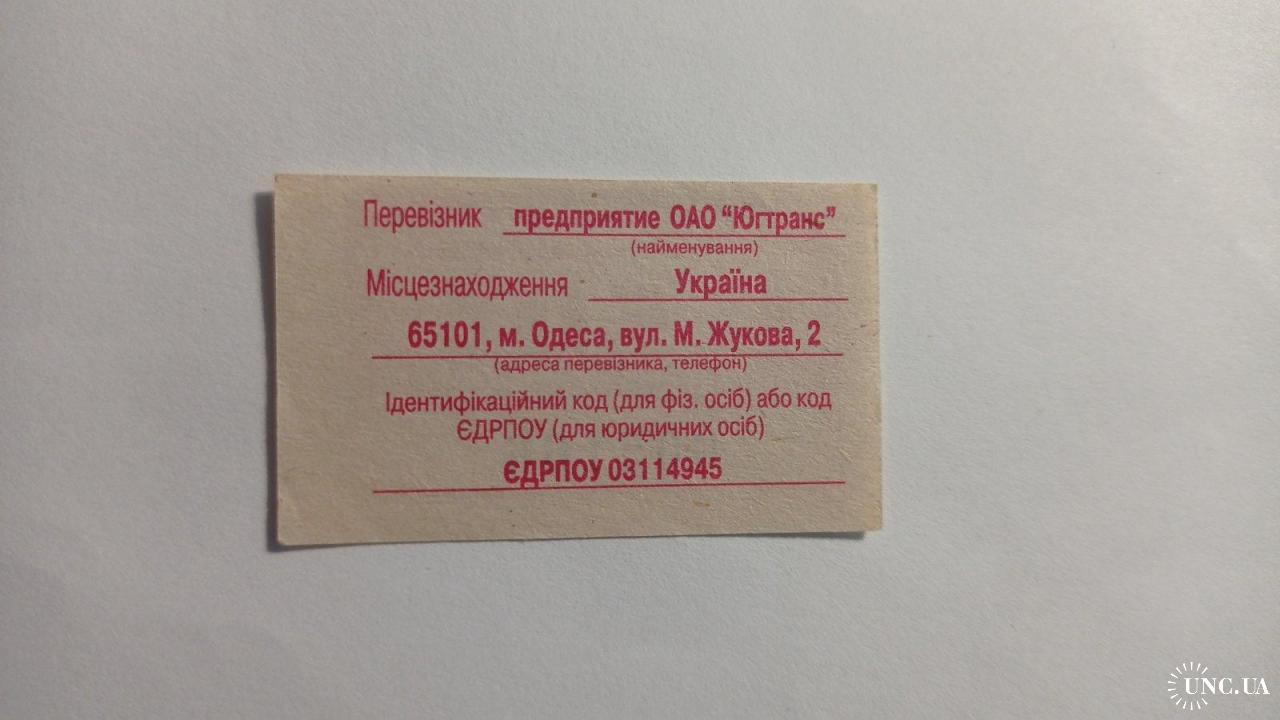 Перевізник предприятие ОАО “Югтранс”
(найменування)
Місцезнаходження Україна
65101, м. Одеса, вул. М. Жукова, 2
(адреса перевізника, телефон)
Ідентифікаційний код (для фіз. осіб) або код
ЄДРПОУ (для юридичних осіб)
ЄДРПОУ 03114945
UNC.UA